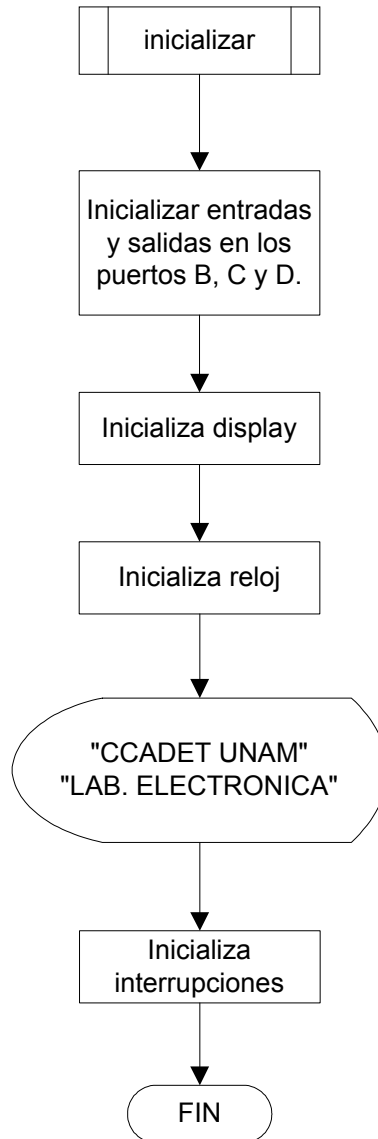 inicializar
Inicializar entradas
y salidas en los
puertos B, C y D.
Inicializa display
Inicializa reloj
"CCADET UNAM"
"LAB. ELECTRONICA"
Inicializa
interrupciones
FIN